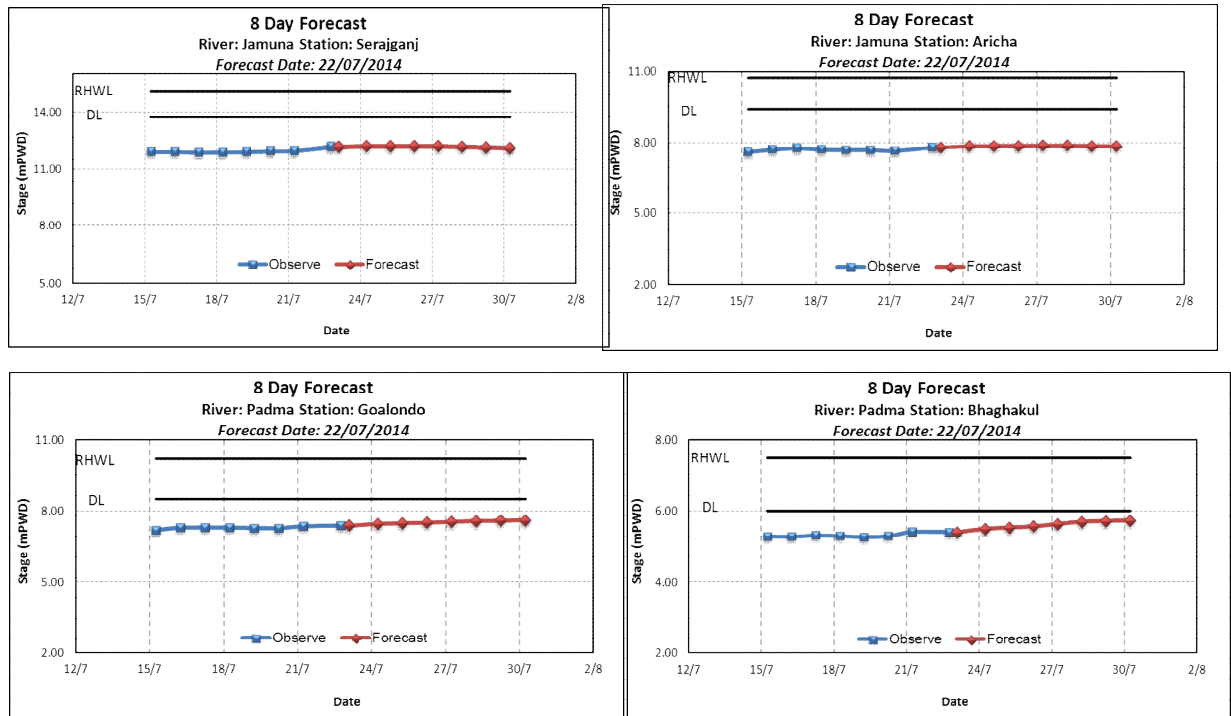 8 Day Forecast
River: Jamuna Station: Serajganj
Forecast Date: 22/07/2014
RHWL
14.00
DL
11.00
8.00
5.00
Stage (mPWD)
Observe Forecast
12/7 15/7 18/7 21/7 24/7 27/7 30/7 2/8
Date
8 Day Forecast
River: Jamuna Station: Aricha
Forecast Date: 22/07/2014
11.00
RHWL
DL
8.00
5.00
2.00
Stage (mPWD)
Observe Forecast
12/7 15/7 18/7 21/7 24/7 27/7 30/7 2/8
Date
8 Day Forecast
River: Padma Station: Goalondo
Forecast Date: 22/07/2014
11.00
RHWL
DL
8.00
5.00
2.00
Stage (mPWD)
Observe Forecast
12/7 15/7 18/7 21/7 24/7 27/7 30/7 2/8
Date
8 Day Forecast
River: Padma Station: Bhaghakul
Forecast Date: 22/07/2014
8.00
RHWL
DL
6.00
4.00
2.00
Stage (mPWD)
Observe Forecast
12/7 15/7 18/7 21/7 24/7 27/7 30/7 2/8
Date